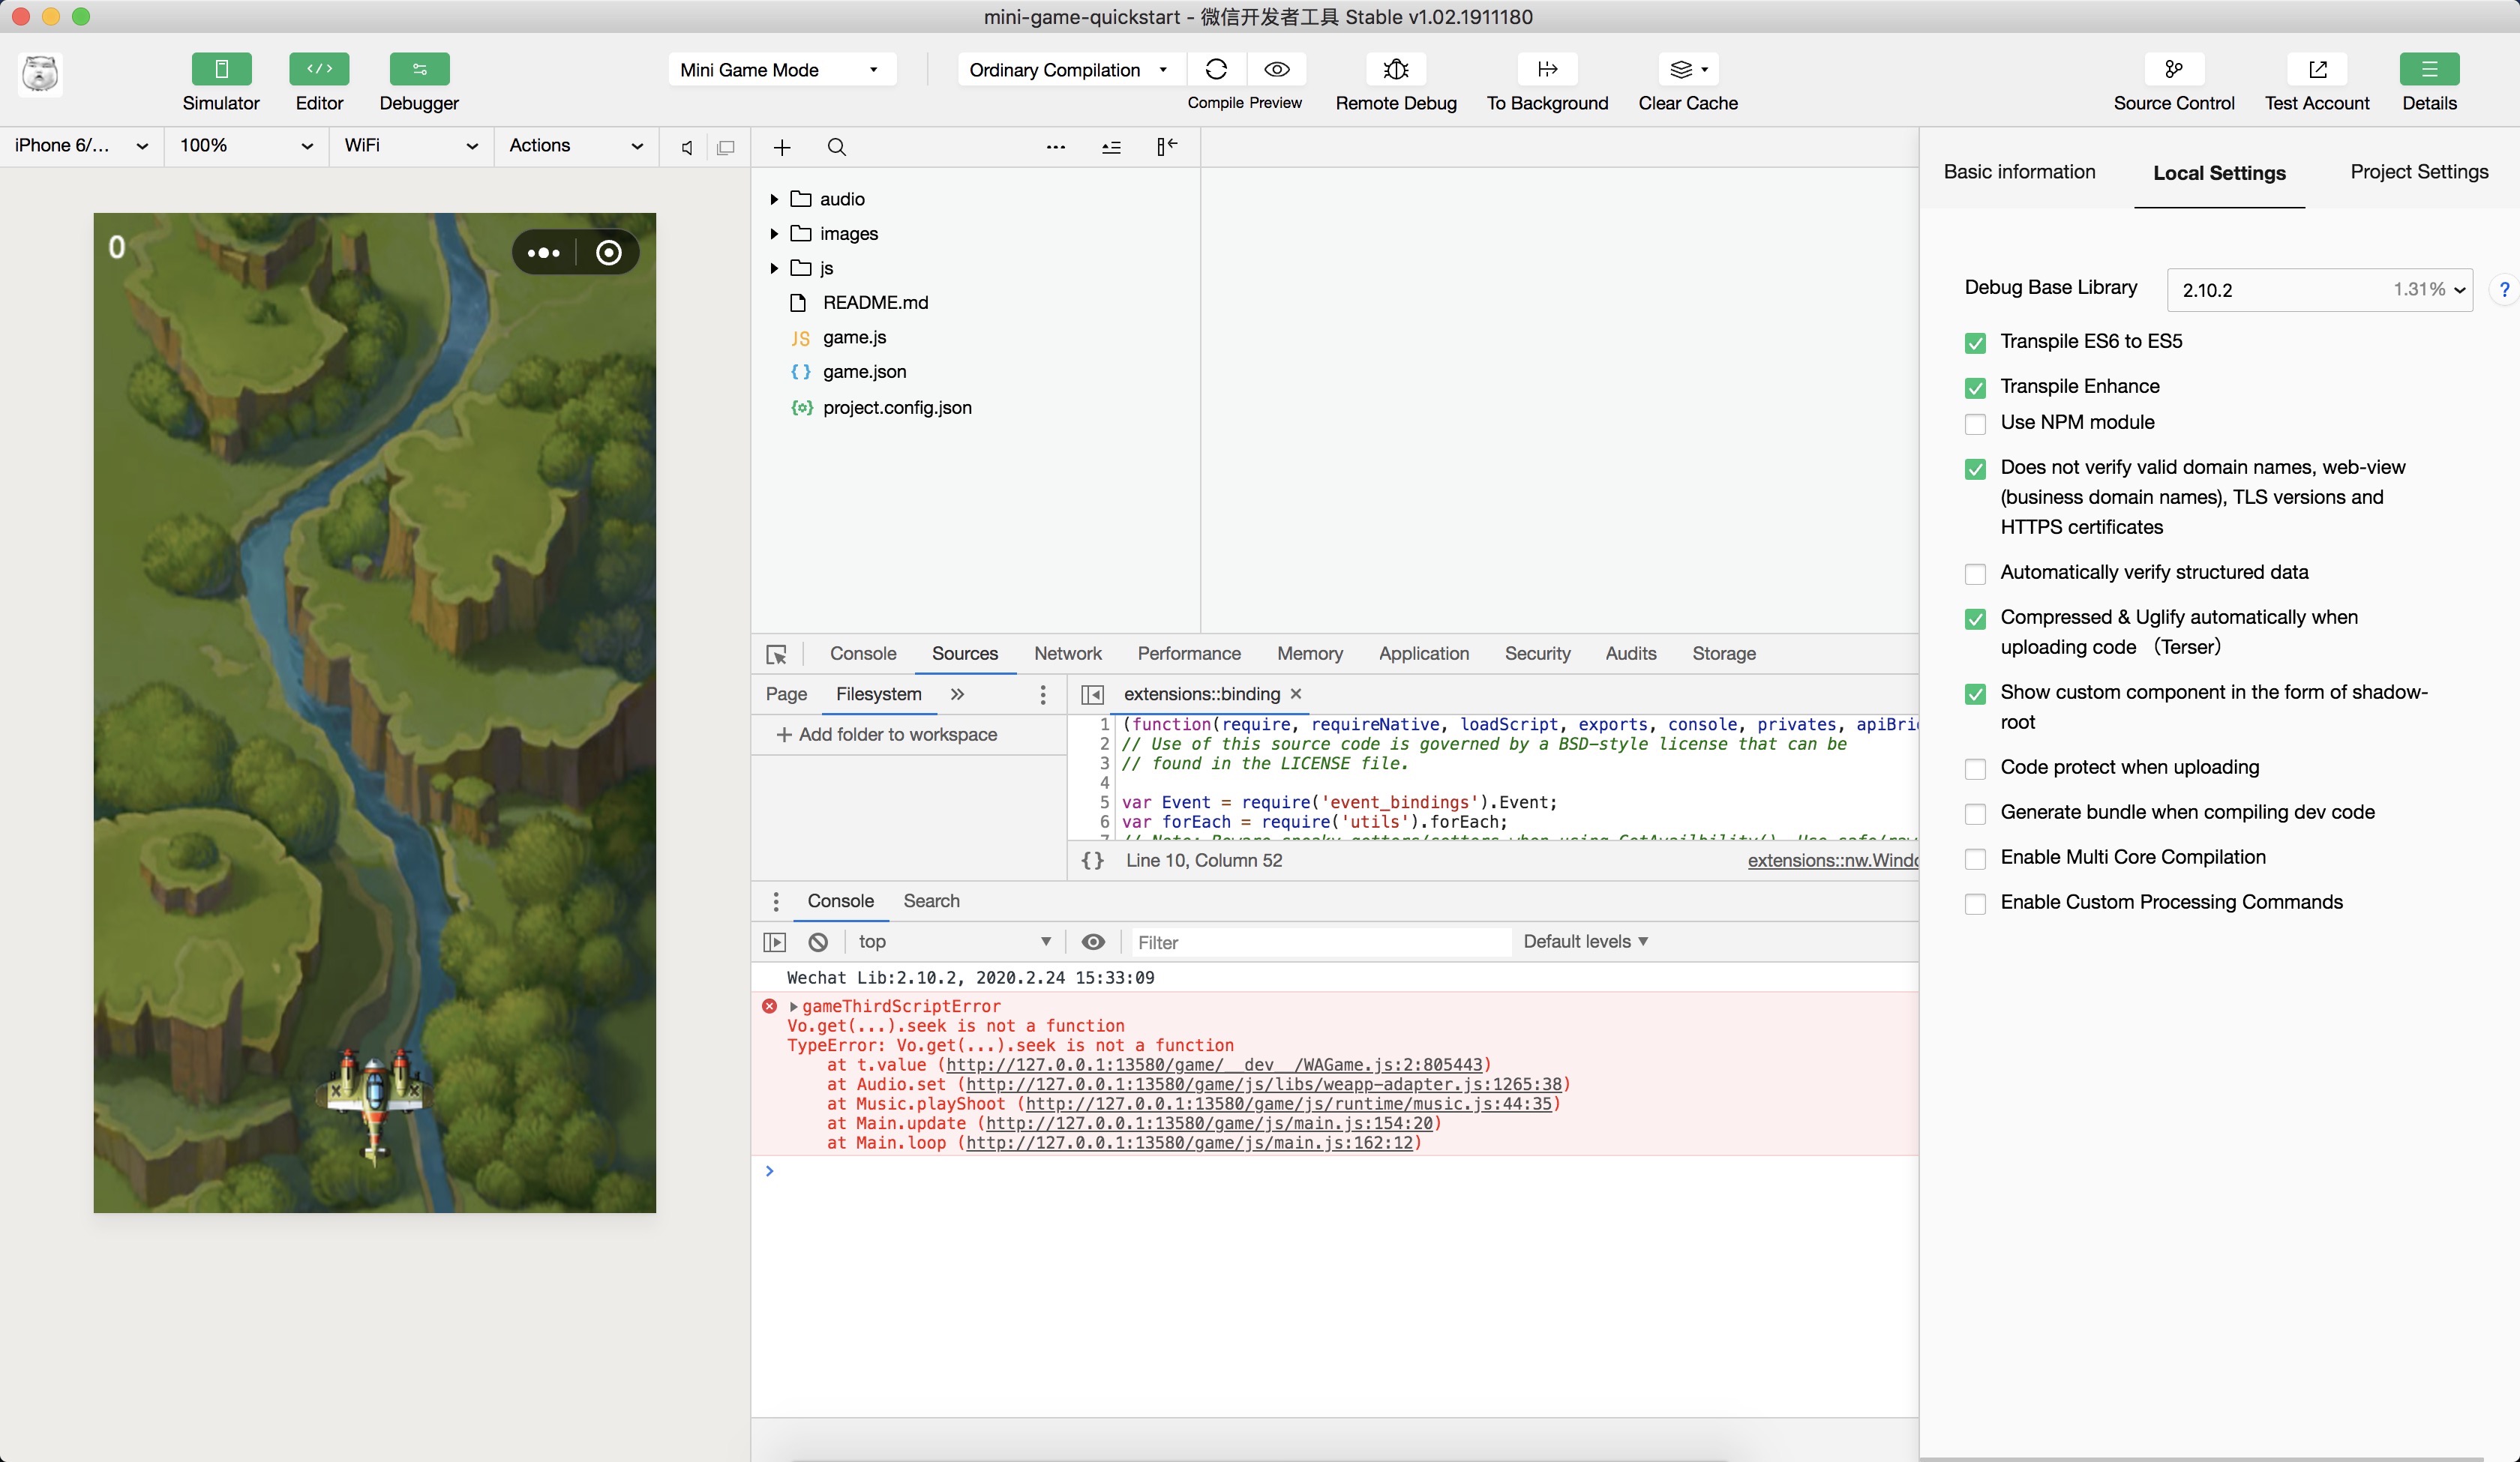 mini-game-quickstart - 微信开发者工具 Stable v1.02.1911180
Simulator
Editor
Debugger
Mini Game Mode
Ordinary Compilation
Compile
Preview
Remote Debug
To Background
Clear Cache
Source Control
Test Account
Details
iPhone 6/...
100%
WiFi
Actions
0
audio
images
js
README.md
JS game.js
{ } game.json
project.config.json
Console
Sources
Network
Performance
Memory
Application
Security
Audits
Storage
Page
Filesystem
extensions::binding
+ Add folder to workspace
1 (function(require, requireNative, loadScript, exports, console, privates, apiBri
2 // Use of this source code is governed by a BSD-style license that can be
3 // found in the LICENSE file.
4
5 var Event = require('event_bindings').Event;
6 var forEach = require('utils').forEach;
{ } Line 10, Column 52
extensions::nw.Windo
Console
Search
top
Filter
Default levels
Wechat Lib:2.10.2, 2020.2.24 15:33:09
gameThirdScriptError
Vo.get(...).seek is not a function
TypeError: Vo.get(...).seek is not a function
at t.value (http://127.0.0.1:13580/game/__dev__/WAGame.js:2:805443)
at Audio.set (http://127.0.0.1:13580/game/js/libs/weapp-adapter.js:1265:38)
at Music.playShoot (http://127.0.0.1:13580/game/js/runtime/music.js:44:35)
at Main.update (http://127.0.0.1:13580/game/js/main.js:154:20)
at Main.loop (http://127.0.0.1:13580/game/js/main.js:162:12)
Basic information
Local Settings
Project Settings
Debug Base Library
2.10.2
1.31%
?
Transpile ES6 to ES5
Transpile Enhance
Use NPM module
Does not verify valid domain names, web-view
(business domain names), TLS versions and
HTTPS certificates
Automatically verify structured data
Compressed & Uglify automatically when
uploading code （Terser）
Show custom component in the form of shadow-
root
Code protect when uploading
Generate bundle when compiling dev code
Enable Multi Core Compilation
Enable Custom Processing Commands